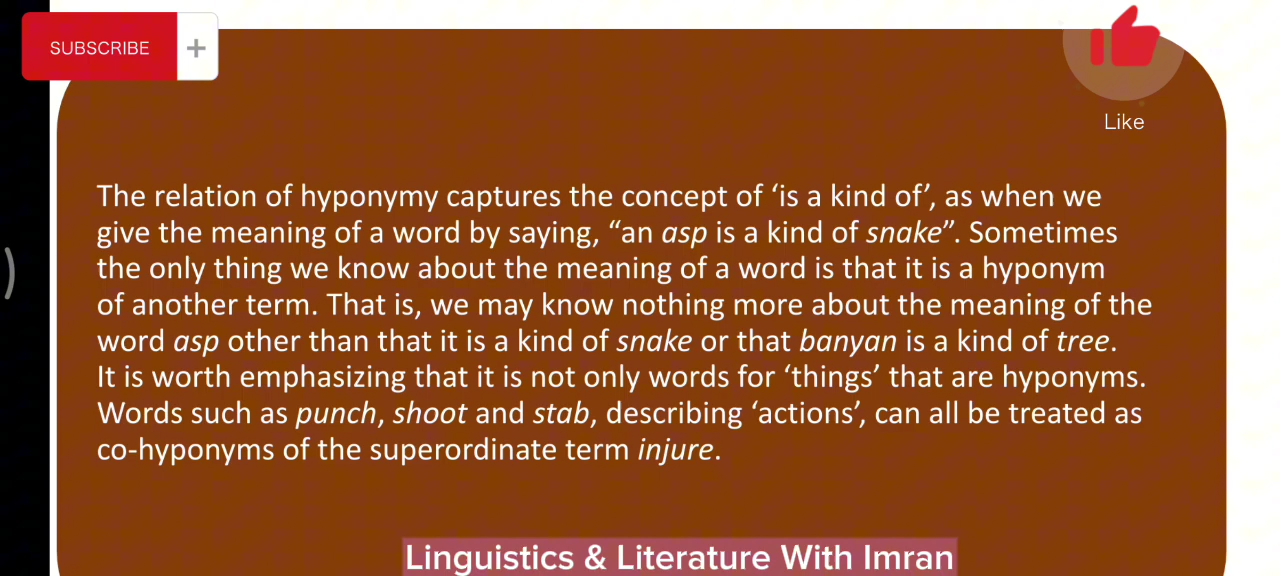 SUBSCRIBE +
Like
The relation of hyponymy captures the concept of ‘is a kind of’, as when we
give the meaning of a word by saying, “an asp is a kind of snake”. Sometimes
the only thing we know about the meaning of a word is that it is a hyponym
of another term. That is, we may know nothing more about the meaning of the
word asp other than that it is a kind of snake or that banyan is a kind of tree.
It is worth emphasizing that it is not only words for ‘things’ that are hyponyms.
Words such as punch, shoot and stab, describing ‘actions’, can all be treated as
co-hyponyms of the superordinate term injure.
Linguistics & Literature With Imran